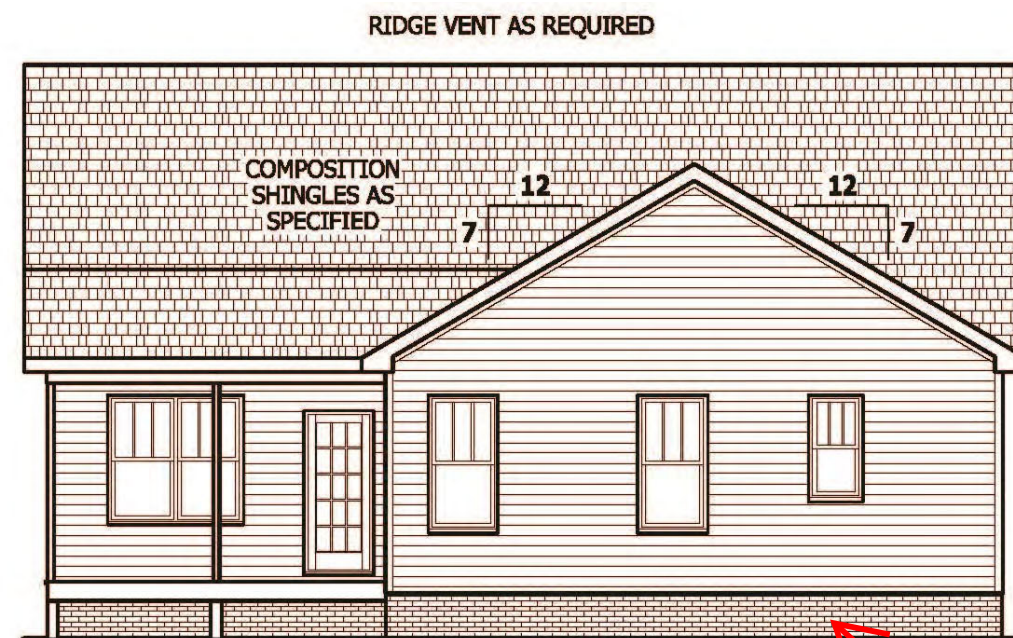 RIDGE VENT AS REQUIRED
COMPOSITION
SHINGLES AS
SPECIFIED
12
7
12
7